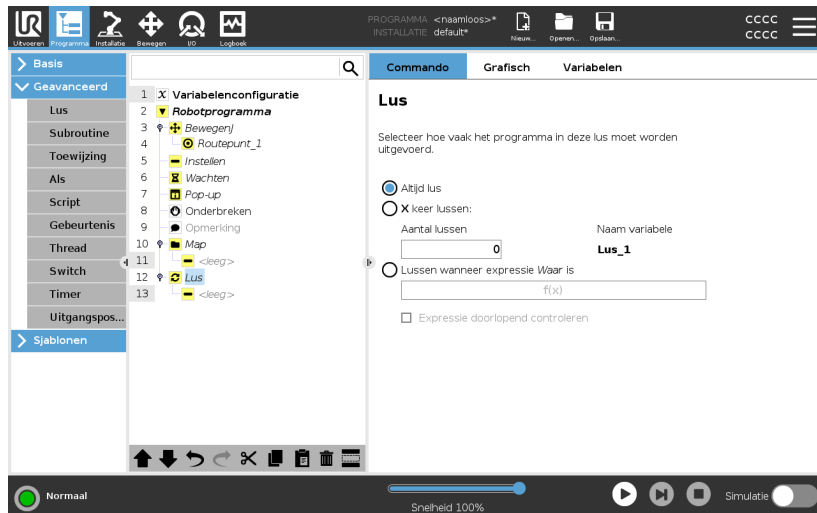 UR
Uitvoeren Programma Installatie Bewegen I/O Logboek
PROGRAMMA <naamloos>*
INSTALLATIE default*
Nieuw... Openen... Opslaan...
cccc
cccc
Basis
Geavanceerd
Lus
Subroutine
Toewijzing
Als
Script
Gebeurtenis
Thread
Switch
Timer
Uitgangspos...
Sjablonen
1 X Variabelenconfiguratie
2 Robotprogramma
3 BewegenJ
4 Routepunt_1
5 Instellen
6 Wachten
7 Pop-up
8 Onderbreken
9 Opmerking
10 Map
11 <leeg>
12 Lus
13 <leeg>
Commando Grafisch Variabelen
Lus
Selecteer hoe vaak het programma in deze lus moet worden
uitgevoerd.
Altijd lus
X keer lussen:
Aantal lussen Naam variabele
0 Lus_1
Lussen wanneer expressie Waar is
f(x)
Expressie doorlopend controleren
Normaal
Snelheid 100%
Simulatie